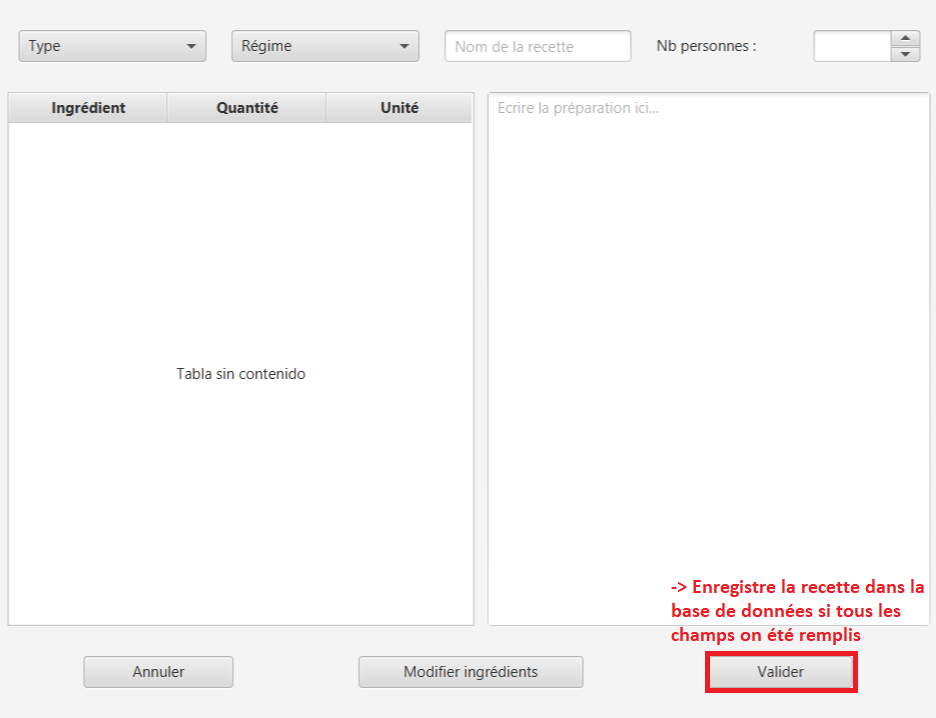 Type
Régime
Nom de la recette
Nb personnes :
Ingrédient Quantité Unité
Ecrire la préparation ici...
Tabla sin contenido
-> Enregistre la recette dans la
base de données si tous les
champs on été remplis
Annuler
Modifier ingrédients
Valider